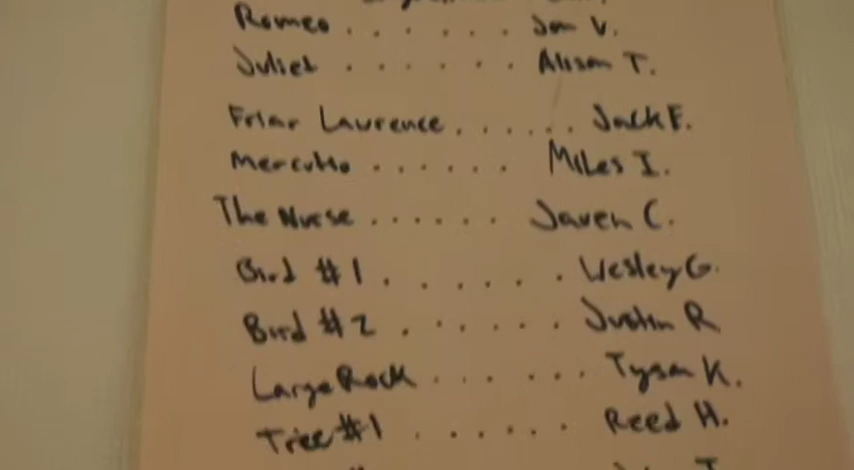 Romeo . . . . . . Jon V.
Juliet . . . . . . Alison T.
Friar Laurence . . . . . . Jack F.
Mercutio . . . . . . Miles I.
The Nurse . . . . . . Javen C.
Bird #1 . . . . . . Wesley G.
Bird #2 . . . . . . Justin R
Large Rock . . . . . . Tyson K.
Tree #1 . . . . . . Reed H.